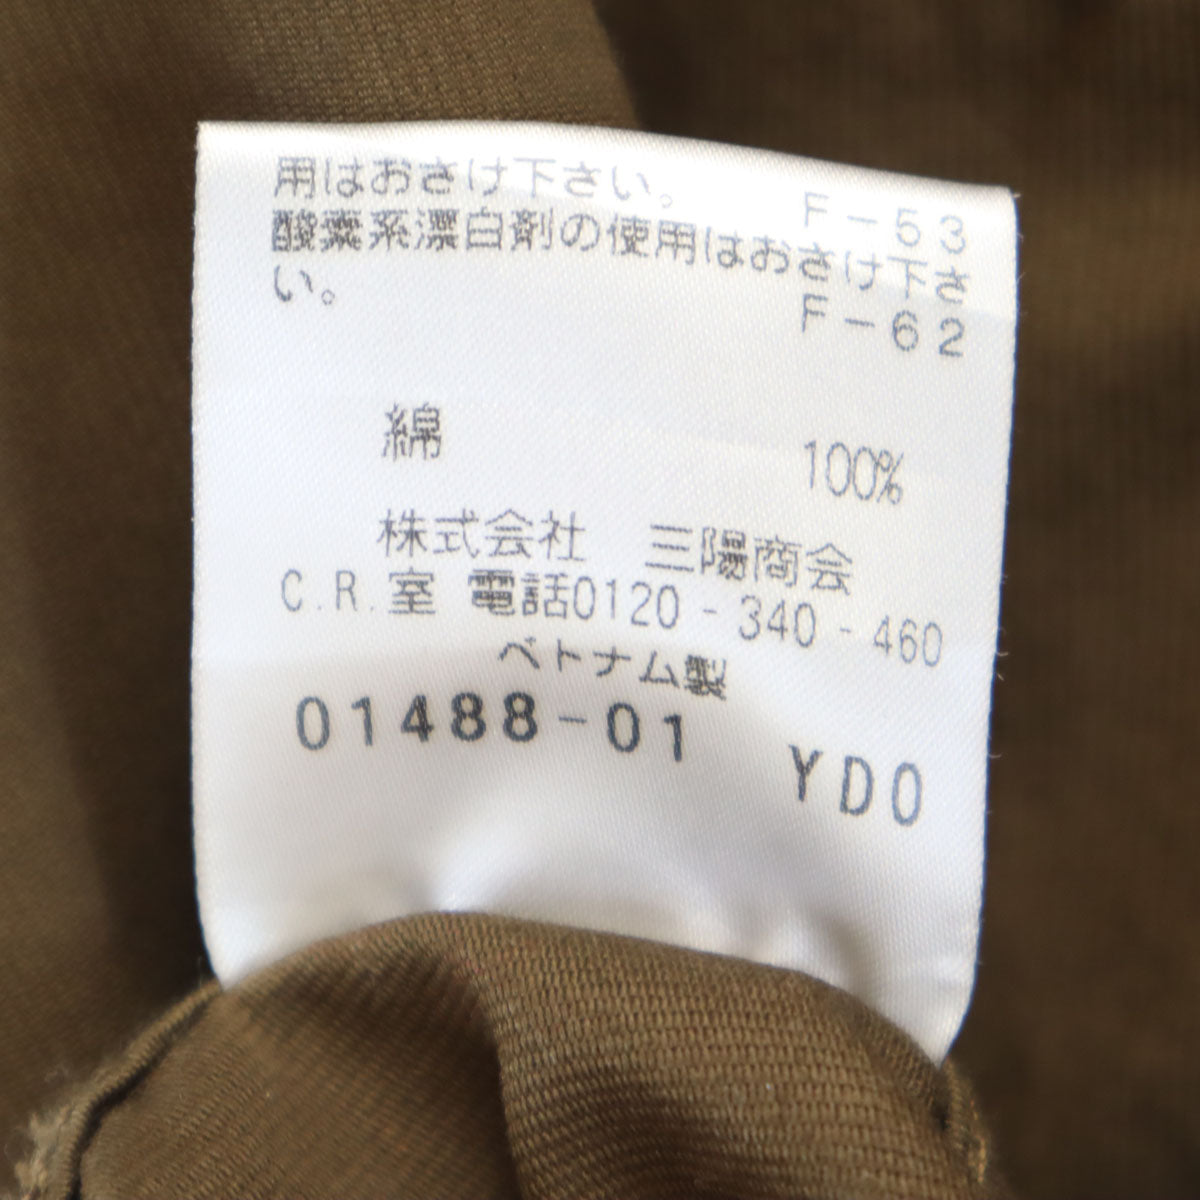 用はおさけ下さい。 F-53
酸素系漂白剤の使用はおさけ下さ
い。 F-62
綿 100%
株式会社 三陽商会
C.R.室 電話0120-340-460
ベトナム製
01488-01 YDO